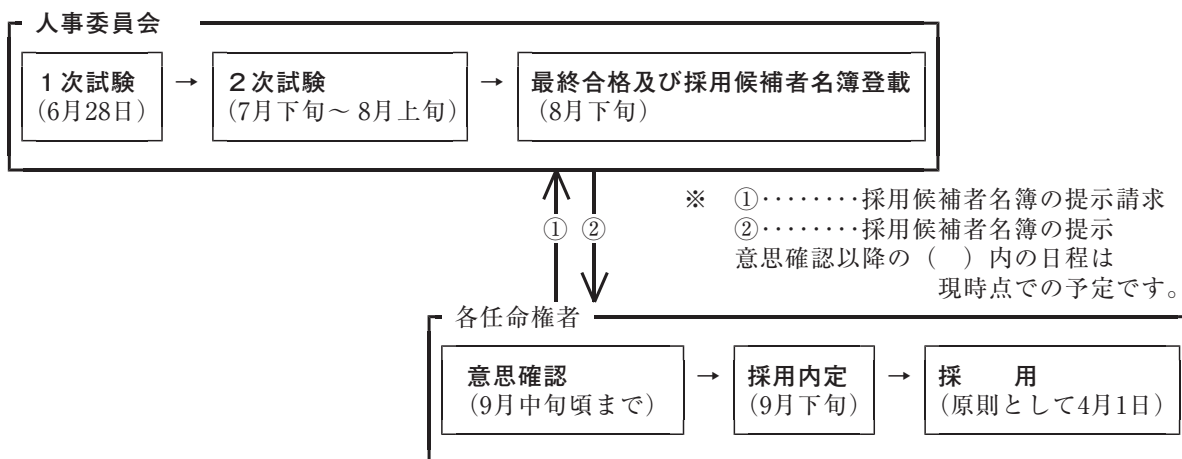 人事委員会
１次試験 → ２次試験 → 最終合格及び採用候補者名簿登載
(6月28日) (7月下旬～8月上旬) (8月下旬)
① ②
※ ①‥‥‥‥採用候補者名簿の提示請求
②‥‥‥‥採用候補者名簿の提示
意思確認以降の（　）内の日程は
現時点での予定です。
各任命権者
意思確認 → 採用内定 → 採　用
(9月中旬頃まで) (9月下旬) (原則として4月1日)